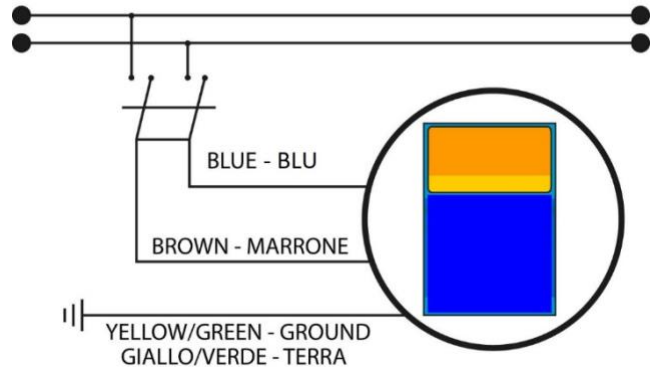 BLUE - BLU
BROWN - MARRONE
YELLOW/GREEN - GROUND
GIALLO/VERDE - TERRA